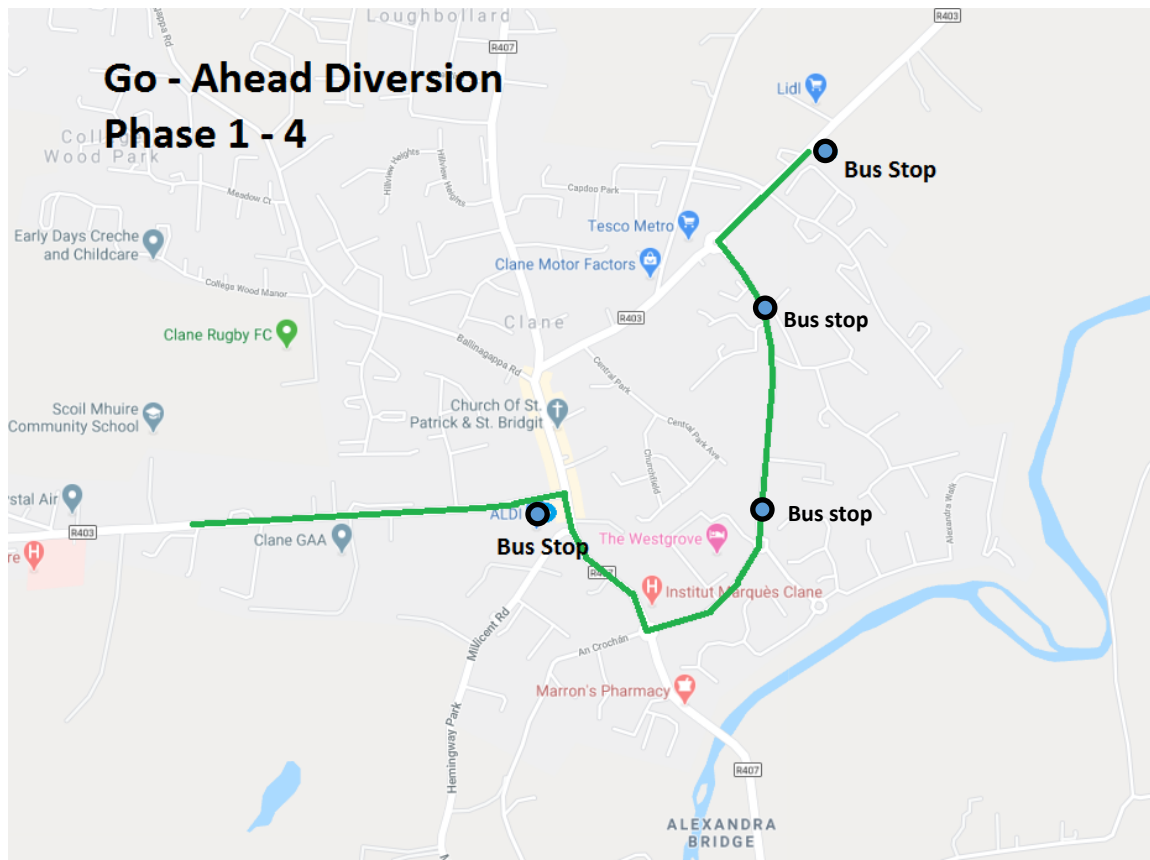 Loughbollard
R403
R407
Go - Ahead Diversion
Phase 1 - 4
Lidl
Bus Stop
Wood Park
Hillview Heights
Hillview Heights
Meadow Ct
Capdoo Park
Tesco Metro
Early Days Creche
and Childcare
Clane Motor Factors
College Wood Manor
R403
Bus stop
Clane
Clane Rugby FC
Ballinagappa Rd
Central Park
Church Of St.
Patrick & St. Bridgit
Scoil Mhuire
Community School
Central Park Ave
Churchfield
Alexandra Walk
ystal Air
ALDI
Bus stop
R403
Clane GAA
Bus Stop
The Westgrove
re
R407
Institut Marquès Clane
Millicent Rd
An Crochán
Marron's Pharmacy
Hemingway Park
R407
ALEXANDRA
BRIDGE